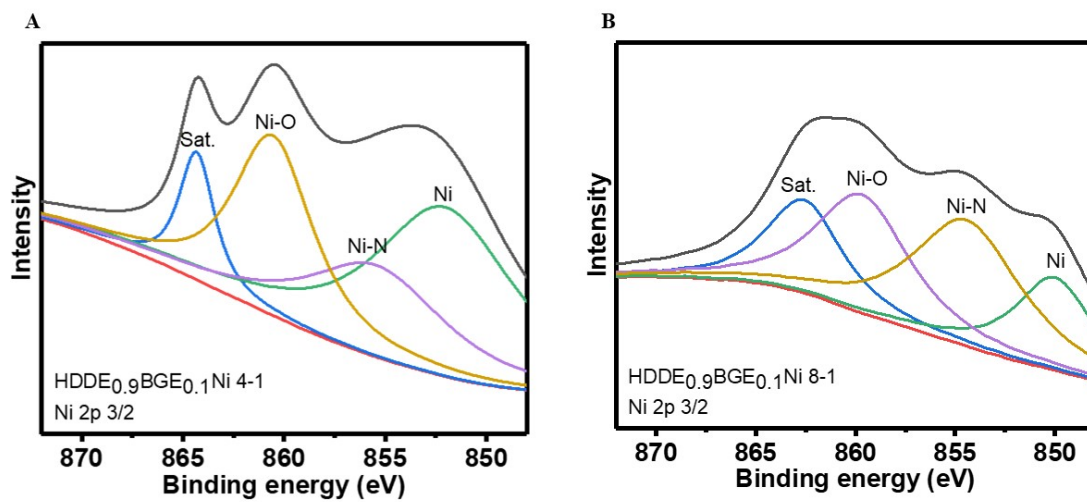 A
Intensity
Sat.
Ni-O
Ni-N
Ni
HDDE0.9BGE0.1Ni 4-1
Ni 2p 3/2
870 865 860 855 850
Binding energy (eV)
B
Intensity
Sat.
Ni-O
Ni-N
Ni
HDDE0.9BGE0.1Ni 8-1
Ni 2p 3/2
870 865 860 855 850
Binding energy (eV)